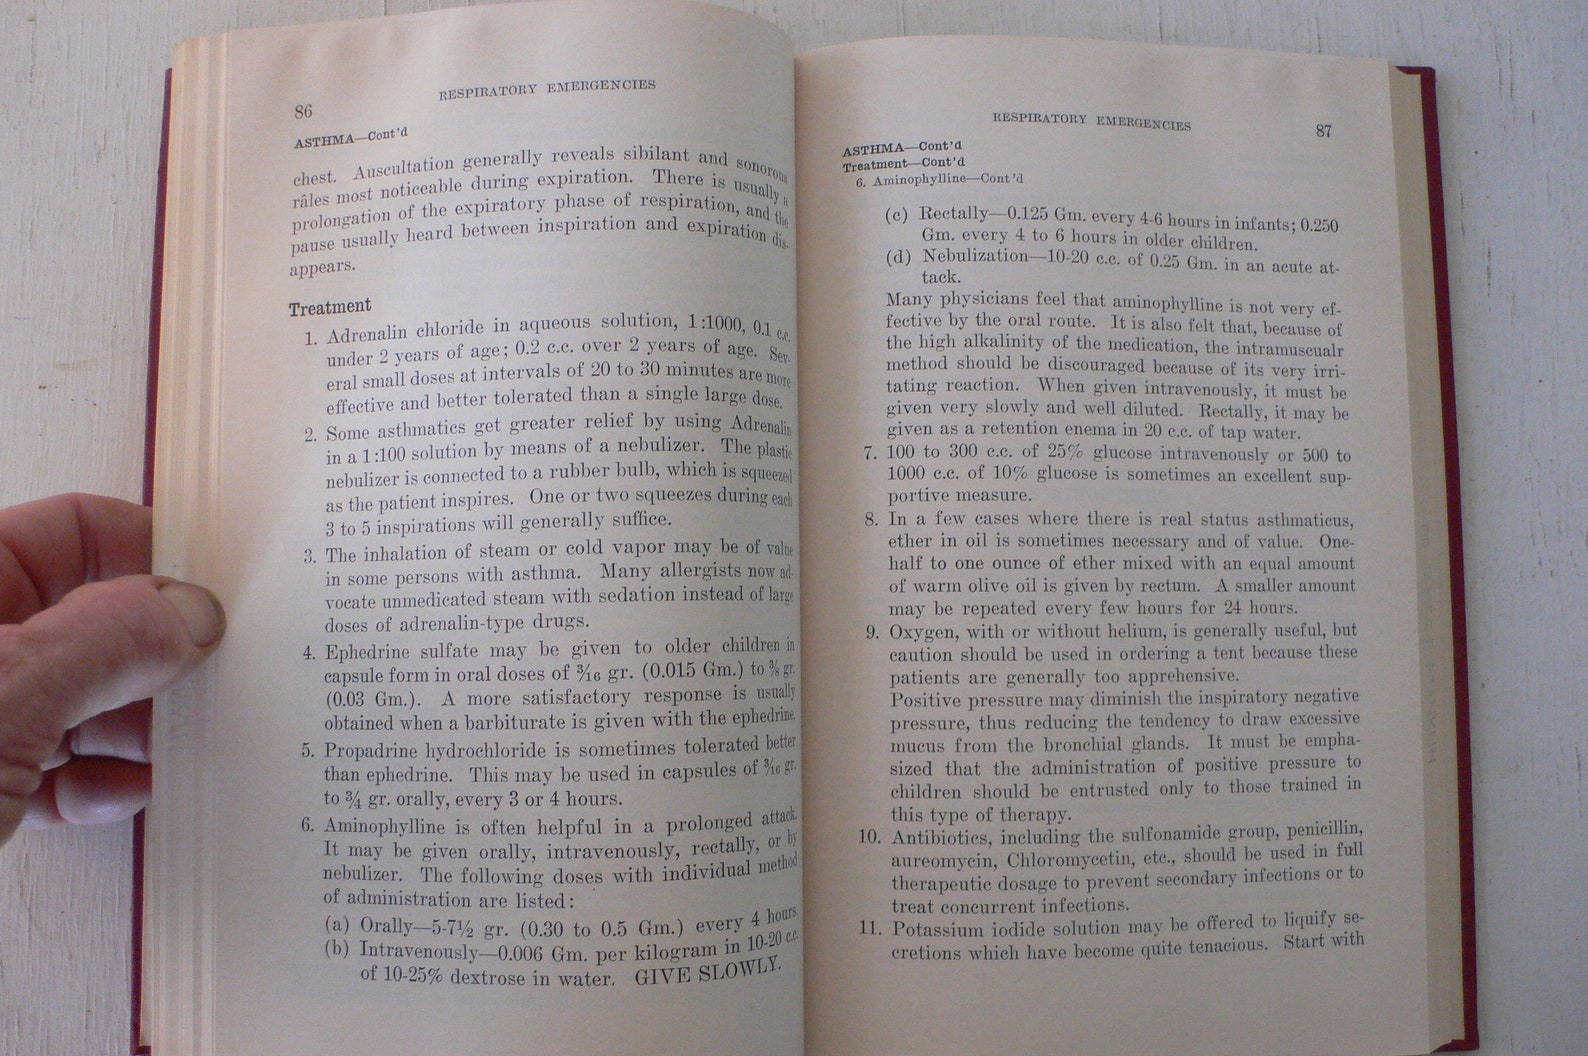 RESPIRATORY EMERGENCIES
86
ASTHMA—Cont'd
chest. Auscultation generally reveals sibilant and sonorous
râles most noticeable during expiration. There is usually a
prolongation of the expiratory phase of respiration, and the
pause usually heard between inspiration and expiration dis-
appears.
Treatment
1. Adrenalin chloride in aqueous solution, 1:1000, 0.1 c.c.
under 2 years of age; 0.2 c.c. over 2 years of age. Sev-
eral small doses at intervals of 20 to 30 minutes are more
effective and better tolerated than a single large dose.
2. Some asthmatics get greater relief by using Adrenalin
in a 1:100 solution by means of a nebulizer. The plastic
nebulizer is connected to a rubber bulb, which is squeezed
as the patient inspires. One or two squeezes during each
3 to 5 inspirations will generally suffice.
3. The inhalation of steam or cold vapor may be of value
in some persons with asthma. Many allergists now ad-
vocate unmedicated steam with sedation instead of large
doses of adrenalin-type drugs.
4. Ephedrine sulfate may be given to older children in
capsule form in oral doses of 3/16 gr. (0.015 Gm.) to 3/8 gr.
(0.03 Gm.). A more satisfactory response is usually
obtained when a barbiturate is given with the ephedrine.
5. Propadrine hydrochloride is sometimes tolerated better
than ephedrine. This may be used in capsules of 3/16 gr.
to 3/4 gr. orally, every 3 or 4 hours.
6. Aminophylline is often helpful in a prolonged attack.
It may be given orally, intravenously, rectally, or by
nebulizer. The following doses with individual method
of administration are listed:
(a) Orally—5-7½ gr. (0.30 to 0.5 Gm.) every 4 hours.
(b) Intravenously—0.006 Gm. per kilogram in 10-20 c.c.
of 10-25% dextrose in water. GIVE SLOWLY.
RESPIRATORY EMERGENCIES
87
ASTHMA—Cont'd
Treatment—Cont'd
6. Aminophylline—Cont'd
(c) Rectally—0.125 Gm. every 4-6 hours in infants; 0.250
Gm. every 4 to 6 hours in older children.
(d) Nebulization—10-20 c.c. of 0.25 Gm. in an acute at-
tack.
Many physicians feel that aminophylline is not very ef-
fective by the oral route. It is also felt that, because of
the high alkalinity of the medication, the intramuscualr
method should be discouraged because of its very irri-
tating reaction. When given intravenously, it must be
given very slowly and well diluted. Rectally, it may be
given as a retention enema in 20 c.c. of tap water.
7. 100 to 300 c.c. of 25% glucose intravenously or 500 to
1000 c.c. of 10% glucose is sometimes an excellent sup-
portive measure.
8. In a few cases where there is real status asthmaticus,
ether in oil is sometimes necessary and of value. One-
half to one ounce of ether mixed with an equal amount
of warm olive oil is given by rectum. A smaller amount
may be repeated every few hours for 24 hours.
9. Oxygen, with or without helium, is generally useful, but
caution should be used in ordering a tent because these
patients are generally too apprehensive.
Positive pressure may diminish the inspiratory negative
pressure, thus reducing the tendency to draw excessive
mucus from the bronchial glands. It must be empha-
sized that the administration of positive pressure to
children should be entrusted only to those trained in
this type of therapy.
10. Antibiotics, including the sulfonamide group, penicillin,
aureomycin, Chloromycetin, etc., should be used in full
therapeutic dosage to prevent secondary infections or to
treat concurrent infections.
11. Potassium iodide solution may be offered to liquify se-
cretions which have become quite tenacious. Start with